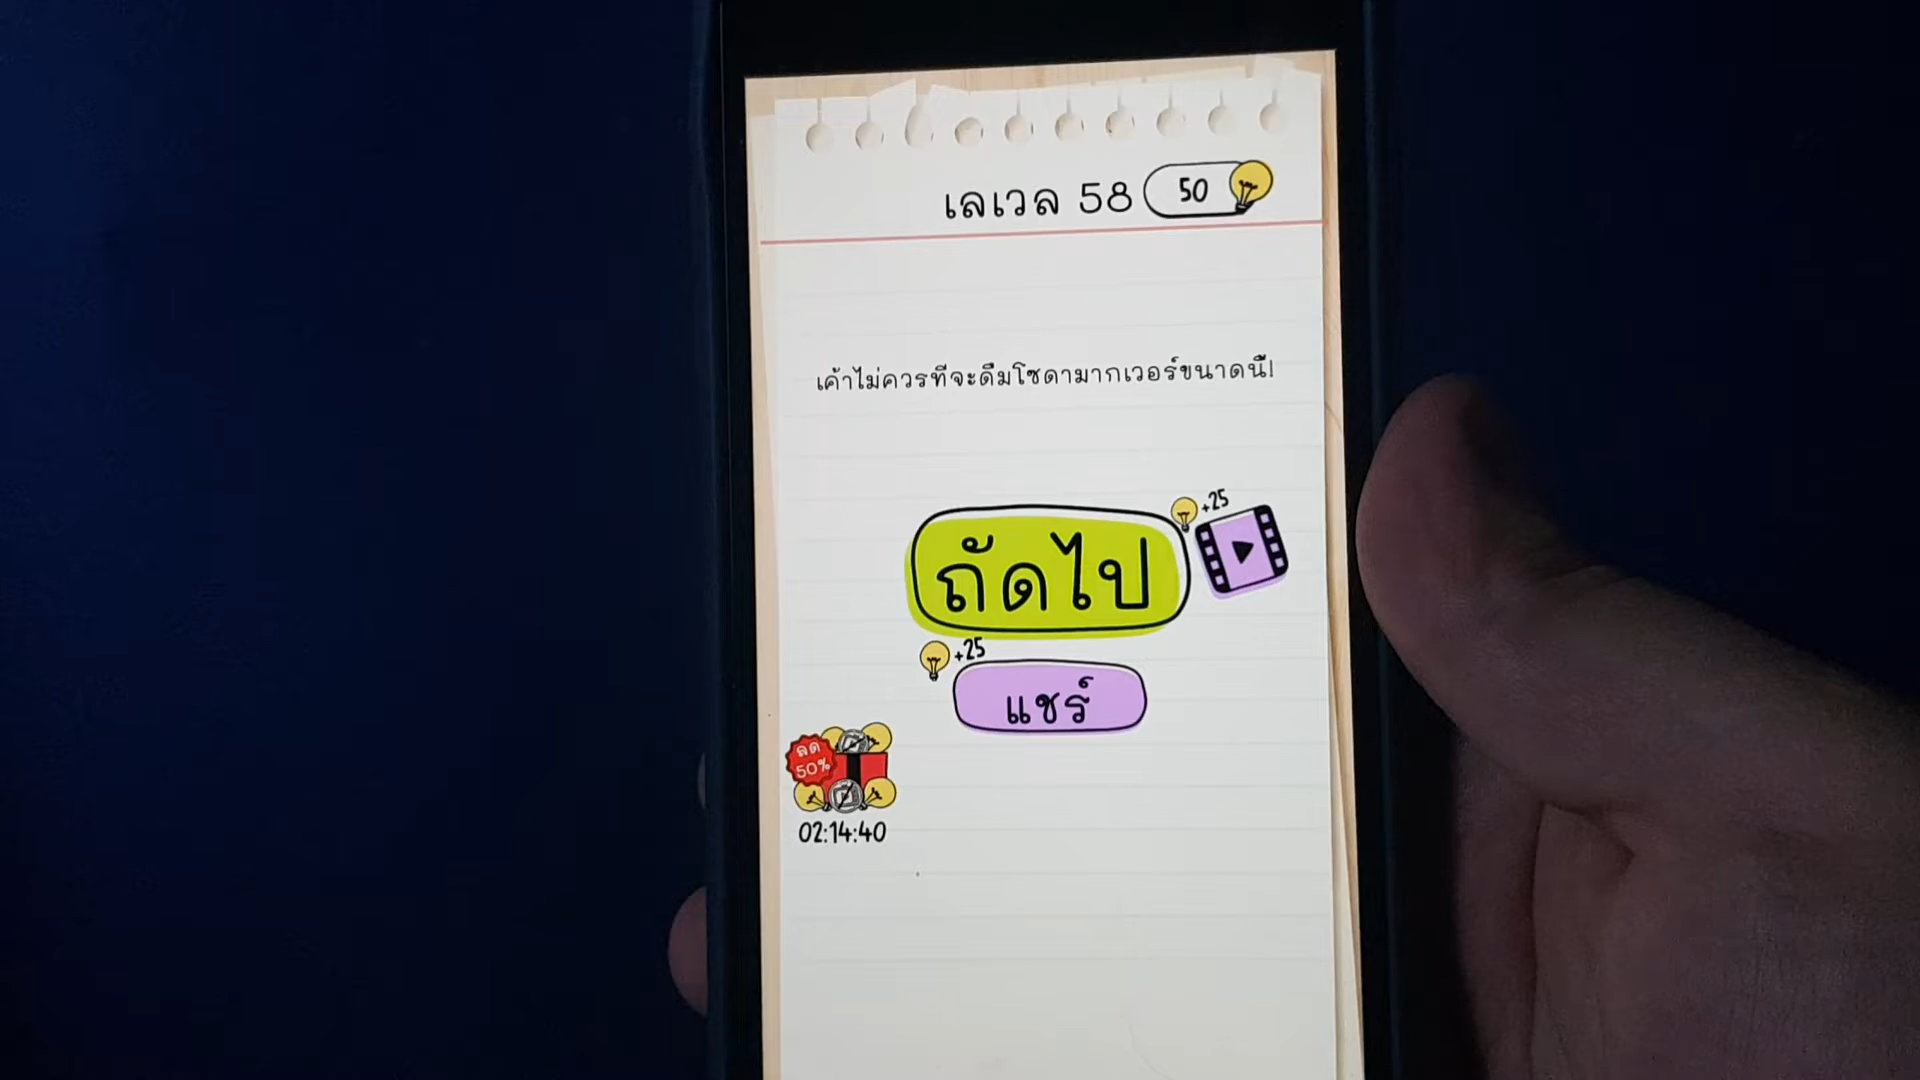 เลเวล 58
50
เค้าไม่ควรที่จะดื่มโซดามากเวอร์ขนาดนี้!
+25
ถัดไป
+25
แชร์
ลด
50%
02:14:40